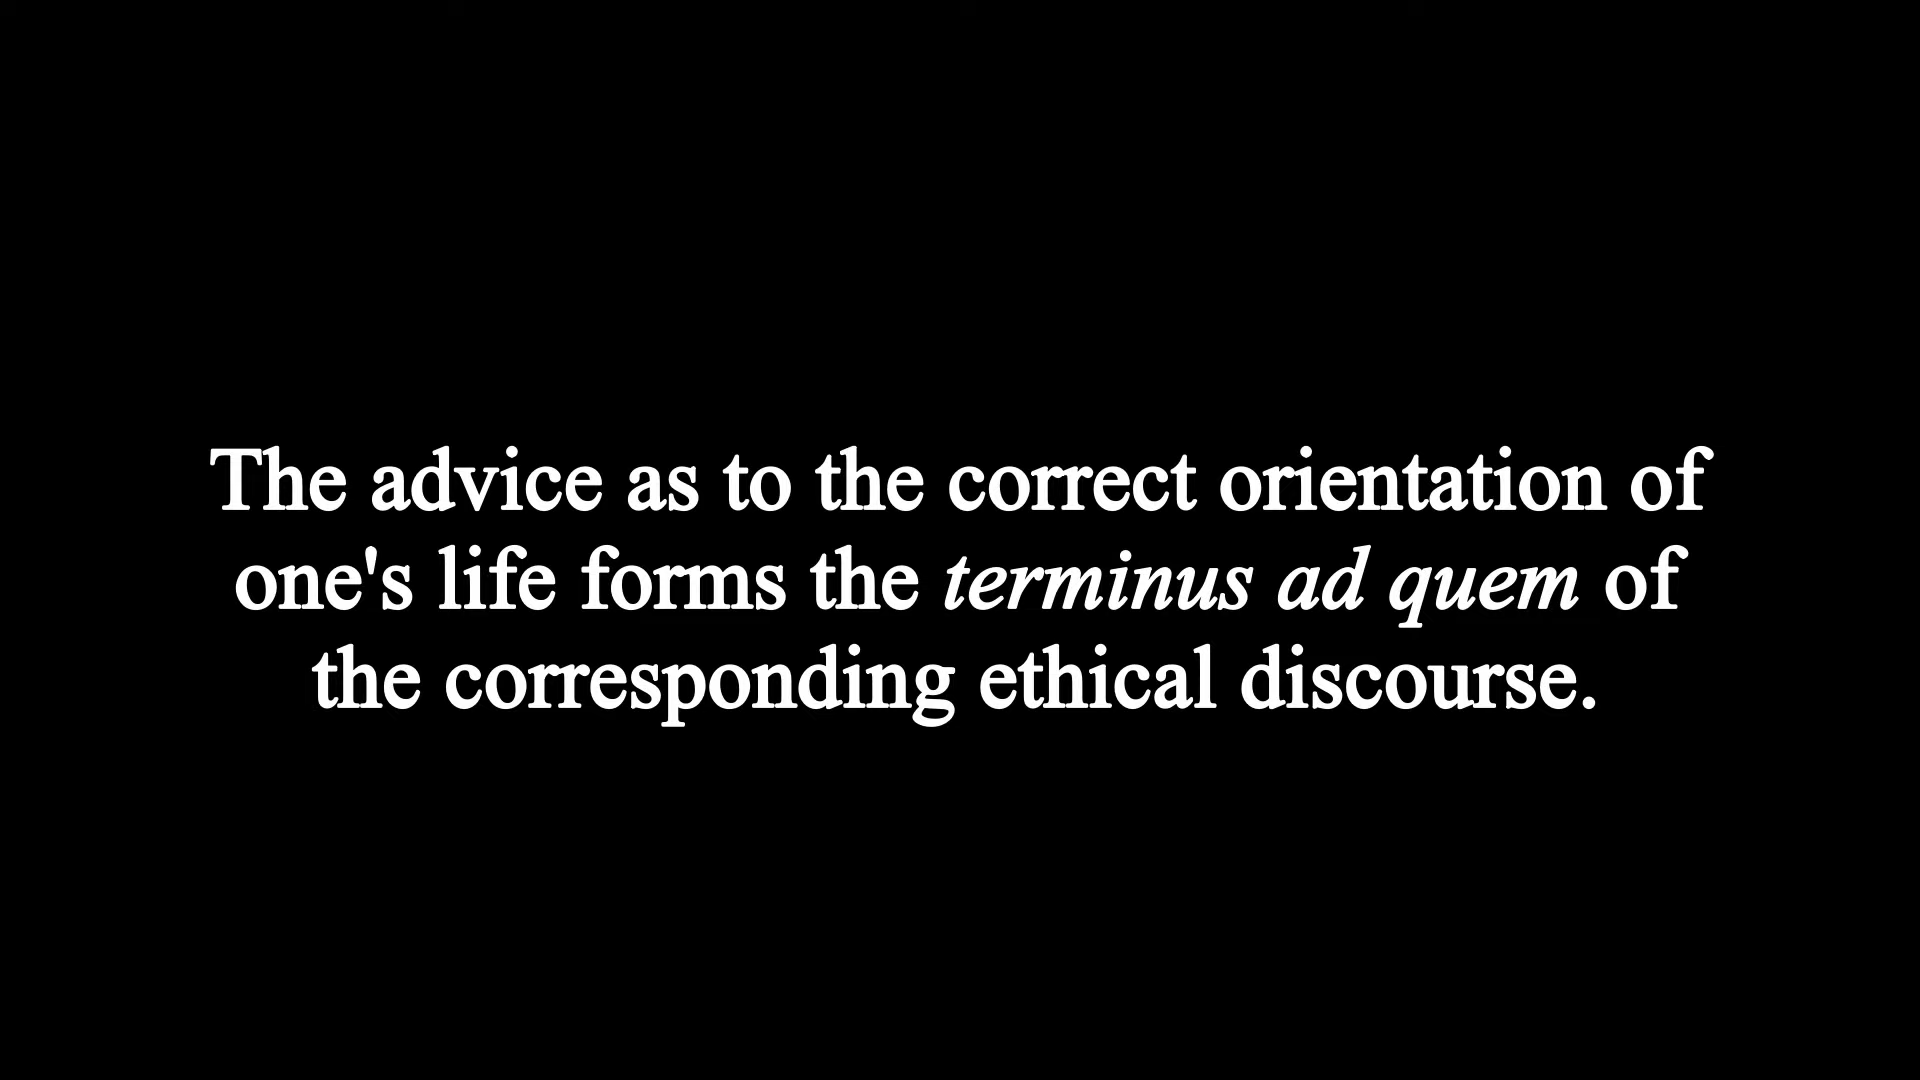 The advice as to the correct orientation of
one's life forms the terminus ad quem of
the corresponding ethical discourse.